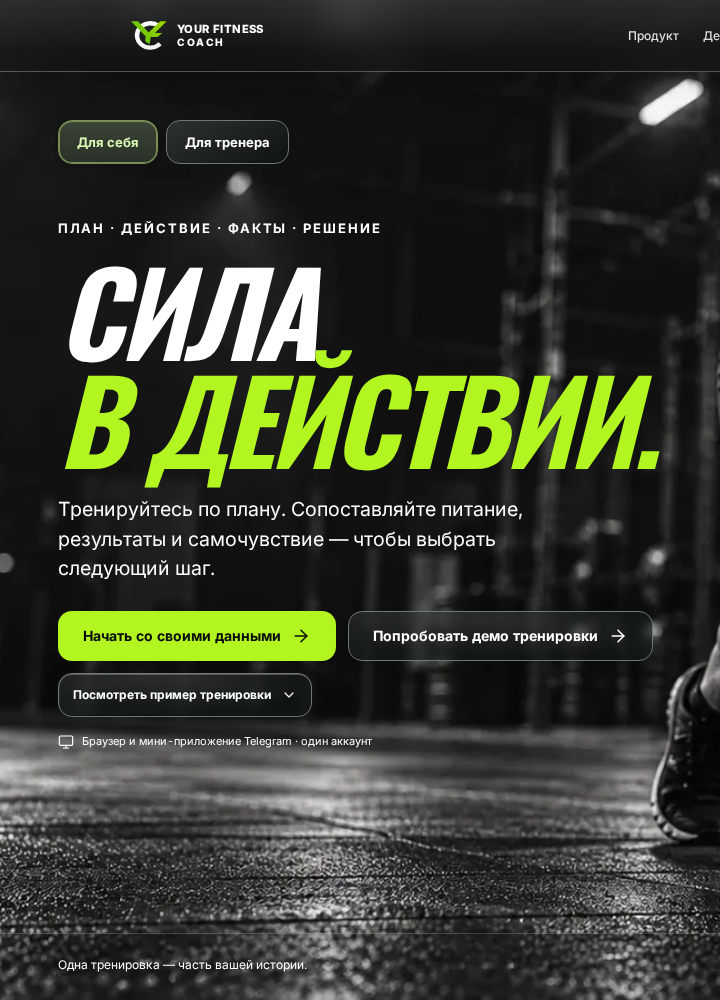 YOUR FITNESS
COACH
Продукт
Для себя
Для тренера
ПЛАН · ДЕЙСТВИЕ · ФАКТЫ · РЕШЕНИЕ
СИЛА
В ДЕЙСТВИИ.
Тренируйтесь по плану. Сопоставляйте питание,
результаты и самочувствие — чтобы выбрать
следующий шаг.
Начать со своими данными
Попробовать демо тренировки
Посмотреть пример тренировки
Браузер и мини-приложение Telegram · один аккаунт
Одна тренировка — часть вашей истории.